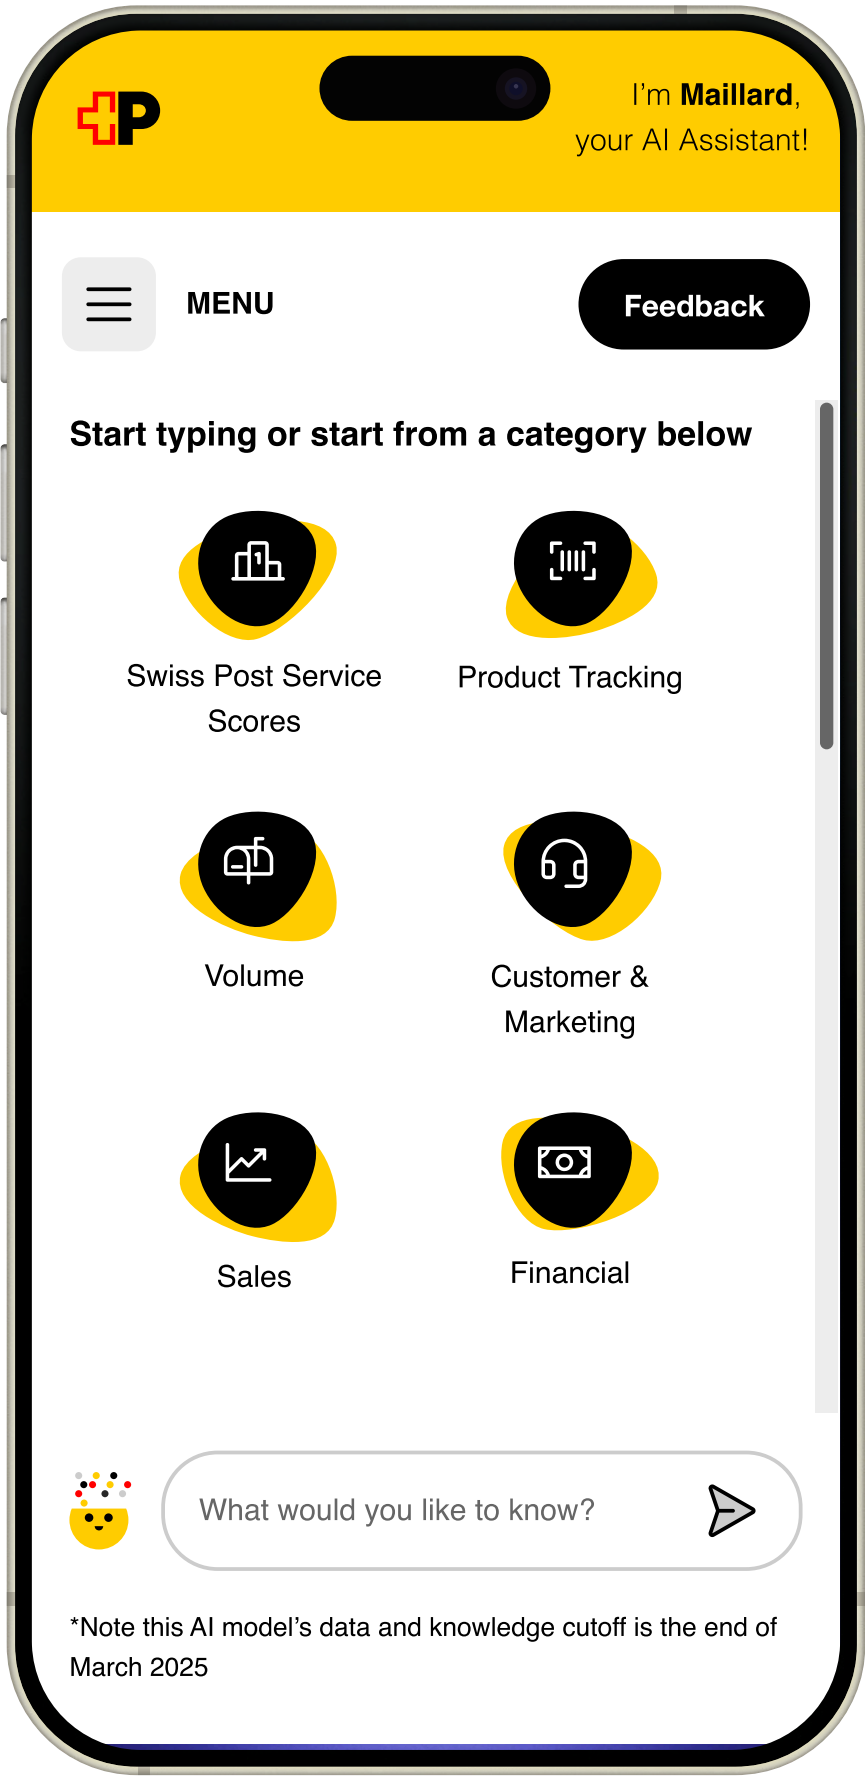 P
I'm Maillard,
your AI Assistant!
MENU
Feedback
Start typing or start from a category below
1
Swiss Post Service
Scores
Product Tracking
Volume
Customer &
Marketing
Sales
Financial
What would you like to know?
*Note this AI model's data and knowledge cutoff is the end of
March 2025